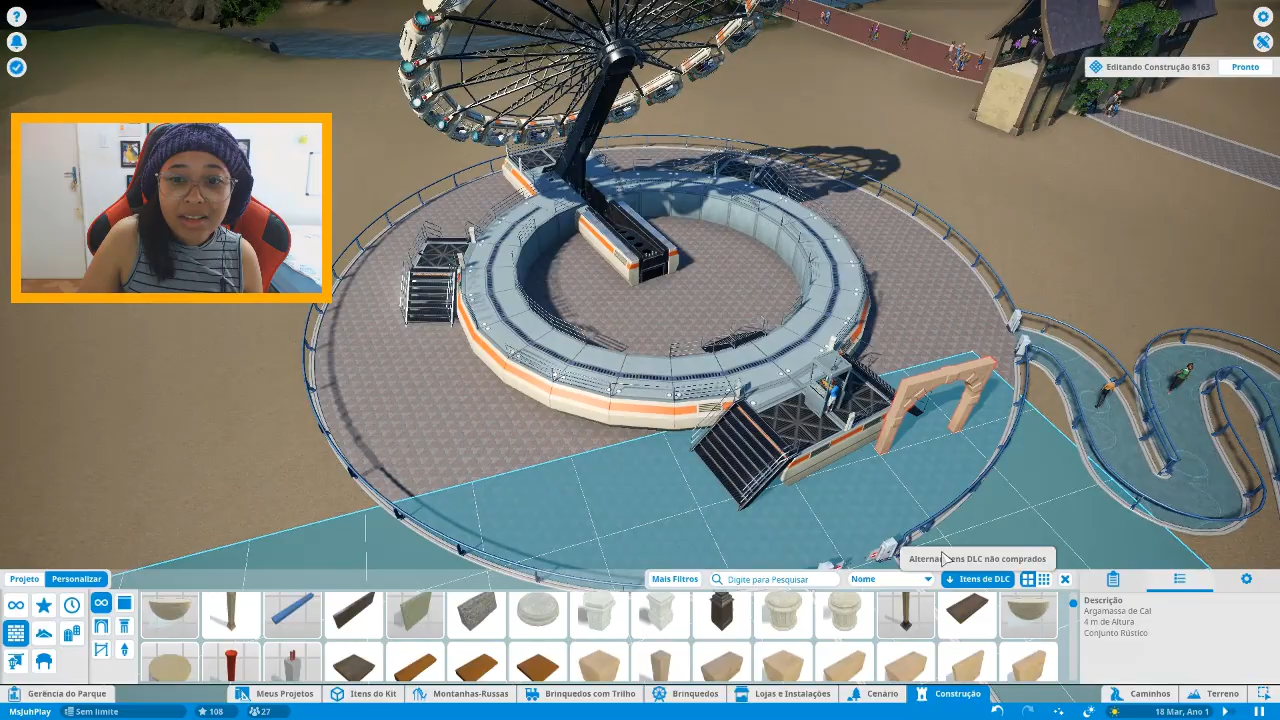 ?
Editando Construção 8163
Pronto
Alternar itens DLC não comprados
Projeto
Personalizar
Mais Filtros
Digite para Pesquisar
Nome
Itens de DLC
Descrição
Argamassa de Cal
4 m de Altura
Conjunto Rústico
Gerência do Parque
Meus Projetos
Itens do Kit
Montanhas-Russas
Brinquedos com Trilho
Brinquedos
Lojas e Instalações
Cenário
Construção
Caminhos
Terreno
MsJuhPlay
Sem limite
108
27
18 Mar, Ano 1